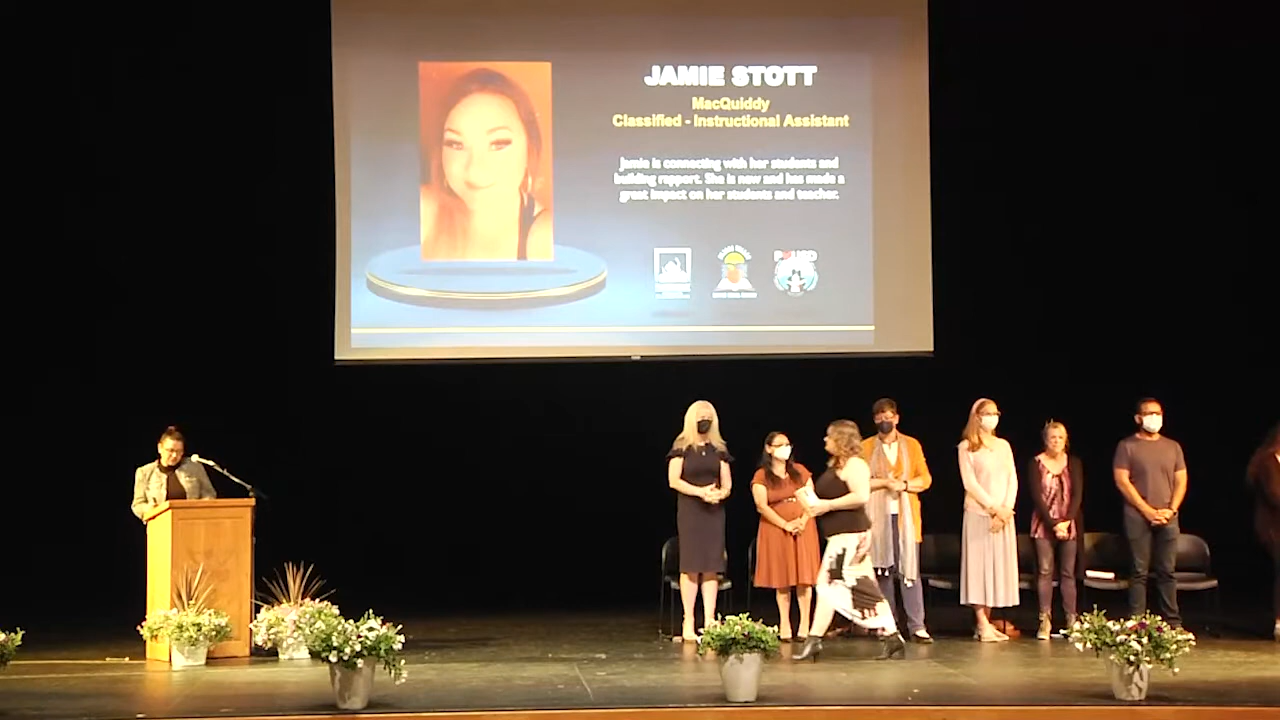 JAMIE STOTT
MacQuiddy
Classified - Instructional Assistant
Jamie is connecting with her students and
building rapport. She is new and has made a
great impact on her students and teacher.